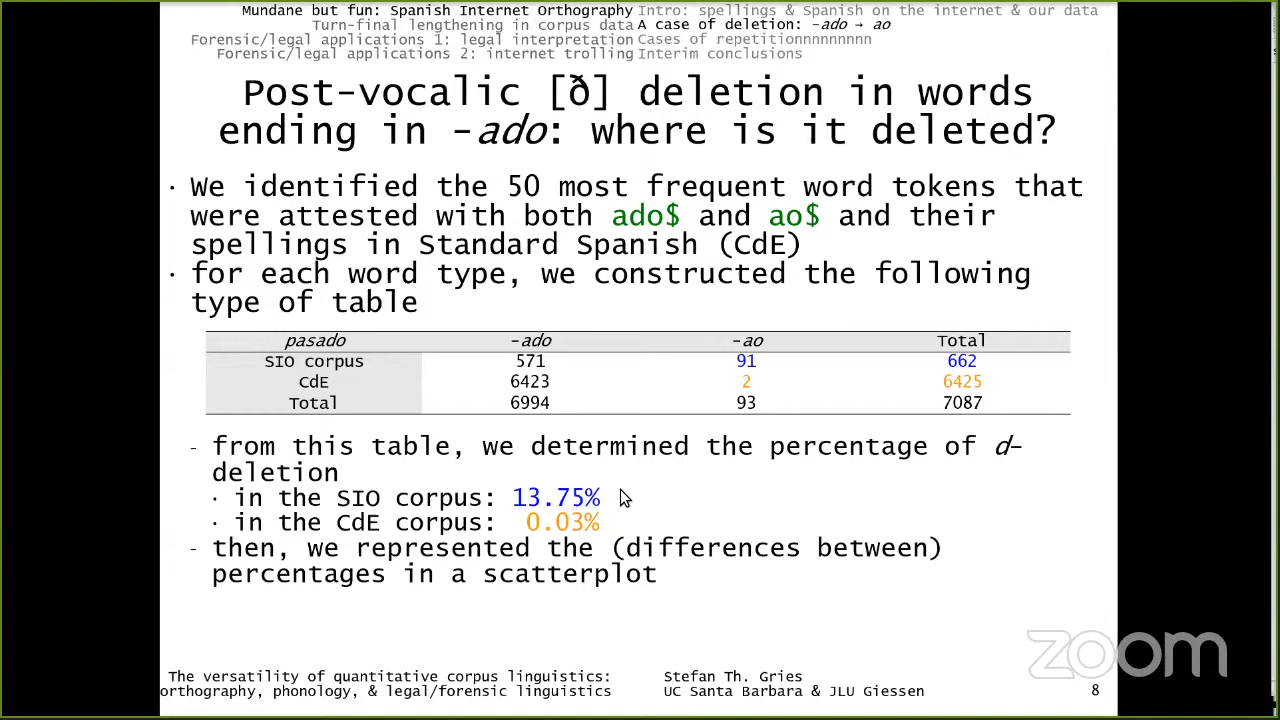 Mundane but fun: Spanish Internet Orthography Intro: spellings & Spanish on the internet & our data
Turn-final lengthening in corpus data A case of deletion: -ado → ao
Forensic/legal applications 1: legal interpretation Cases of repetitionnnnnnnnn
Forensic/legal applications 2: internet trolling Interim conclusions
Post-vocalic [ð] deletion in words
ending in -ado: where is it deleted?
· We identified the 50 most frequent word tokens that
were attested with both ado$ and ao$ and their
spellings in Standard Spanish (CdE)
· for each word type, we constructed the following
type of table
pasado -ado -ao Total
SIO corpus 571 91 662
CdE 6423 2 6425
Total 6994 93 7087
- from this table, we determined the percentage of d-
deletion
· in the SIO corpus: 13.75%
· in the CdE corpus: 0.03%
- then, we represented the (differences between)
percentages in a scatterplot
zoom
The versatility of quantitative corpus linguistics: Stefan Th. Gries
orthography, phonology, & legal/forensic linguistics UC Santa Barbara & JLU Giessen 8